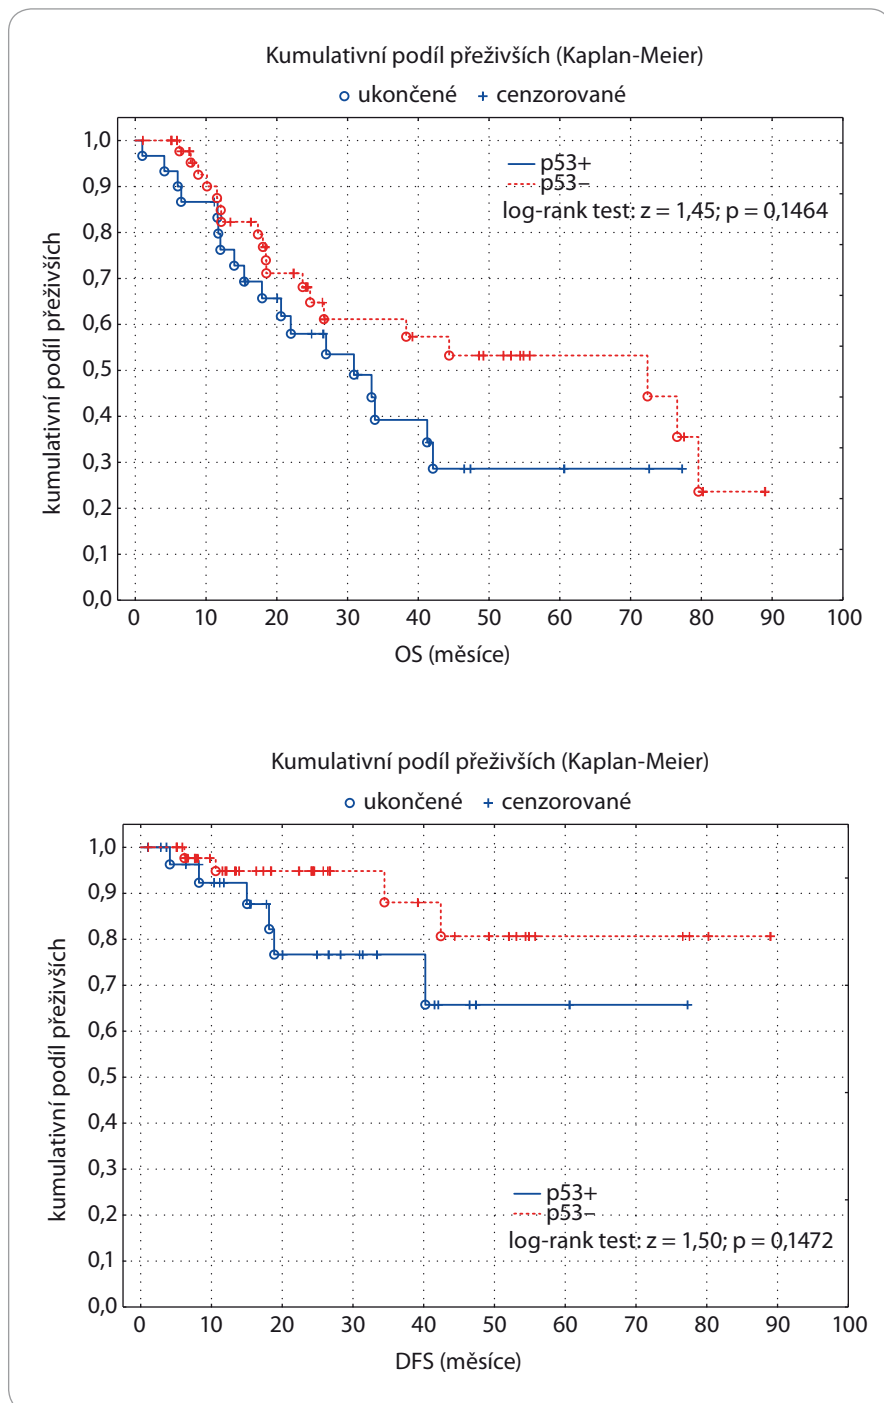 Kumulativní podíl přeživších (Kaplan-Meier)
ukončené cenzorované
1,0
0,9
0,8
0,7
0,6
0,5
0,4
0,3
0,2
0,1
0,0
kumulativní podíl přeživších
p53+
p53–
log-rank test: z = 1,45; p = 0,1464
0 10 20 30 40 50 60 70 80 90 100
OS (měsíce)
Kumulativní podíl přeživších (Kaplan-Meier)
ukončené cenzorované
1,0
0,9
0,8
0,7
0,6
0,5
0,4
0,3
0,2
0,1
0,0
kumulativní podíl přeživších
p53+
p53–
log-rank test: z = 1,50; p = 0,1472
0 10 20 30 40 50 60 70 80 90 100
DFS (měsíce)